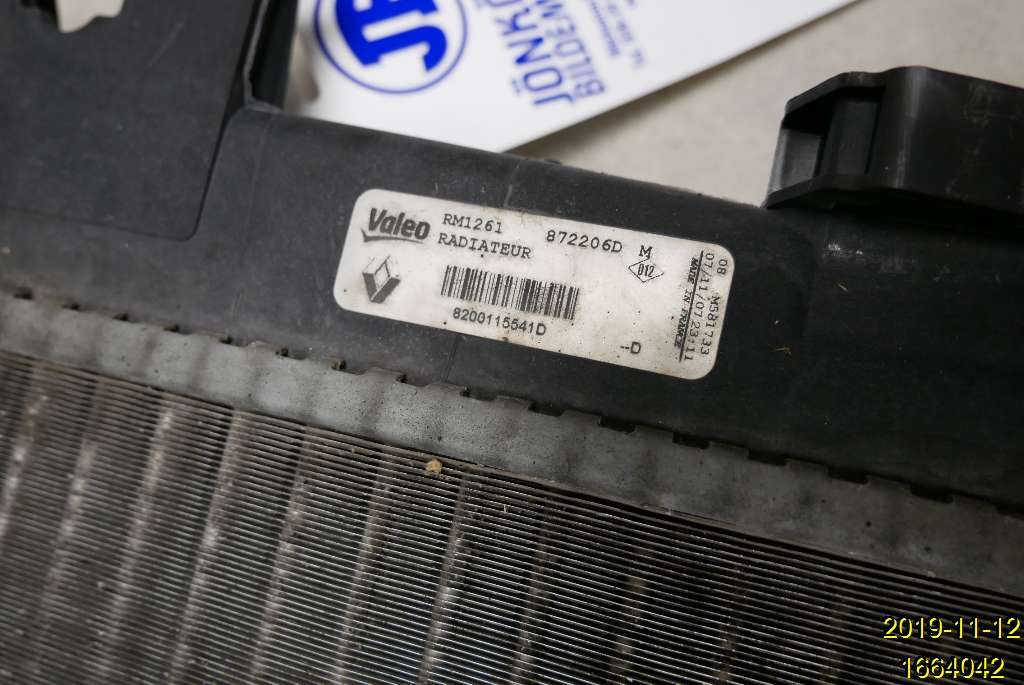 JÖNK
BILDEM
Valeo
RM1261 872206D M
RADIATEUR
D12
8200115541D
--D
08 M581733
07/11/07 23:11
MADE IN FRANCE
2019-11-12
1664042